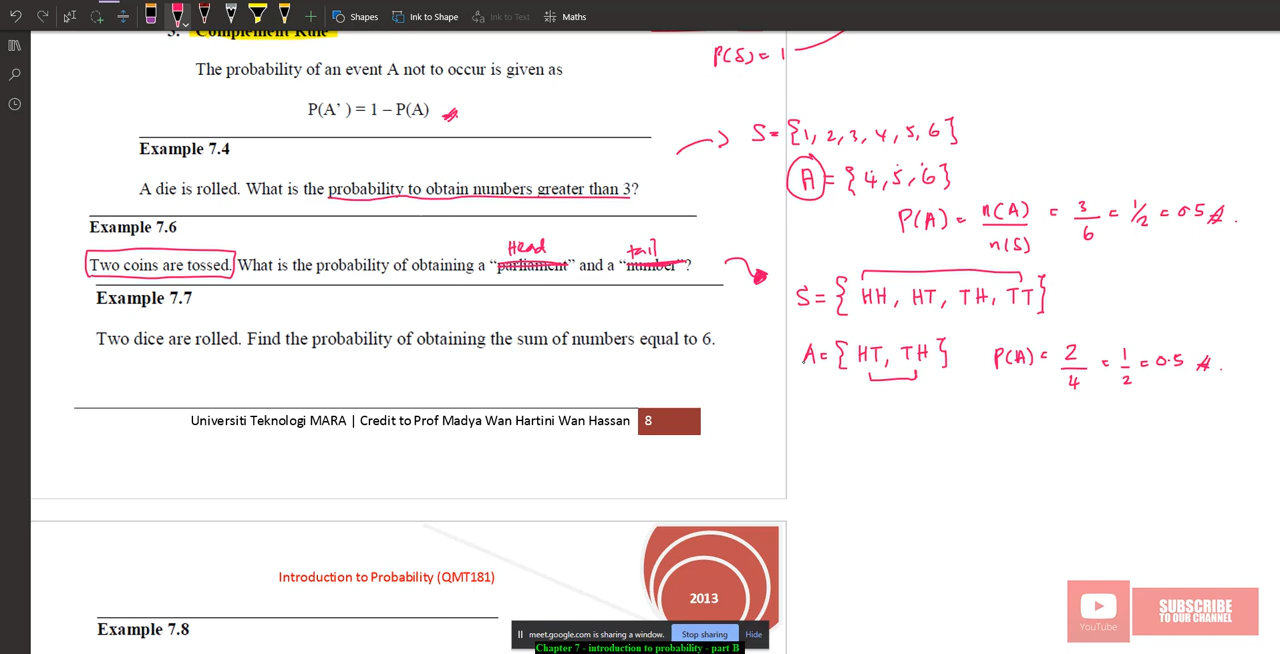 Shapes Ink to Shape Ink to Text Maths
3. Complement Rule
P(S) = 1
The probability of an event A not to occur is given as
P(A’ ) = 1 – P(A)
Example 7.4
S = {1, 2, 3, 4, 5, 6}
A die is rolled. What is the probability to obtain numbers greater than 3?
A = {4, 5, 6}
P(A) = n(A)/n(S) = 3/6 = 1/2 = 0.5 #.
Example 7.6
Head tail
Two coins are tossed. What is the probability of obtaining a “parliament” and a “number”?
S = { HH, HT, TH, TT}
Example 7.7
Two dice are rolled. Find the probability of obtaining the sum of numbers equal to 6.
A = { HT, TH } P(A) = 2/4 = 1/2 = 0.5 #.
Universiti Teknologi MARA | Credit to Prof Madya Wan Hartini Wan Hassan 8
Introduction to Probability (QMT181)
2013
Example 7.8
meet.google.com is sharing a window. Stop sharing Hide
Chapter 7 - introduction to probability - part B
YouTube
SUBSCRIBE
TO OUR CHANNEL